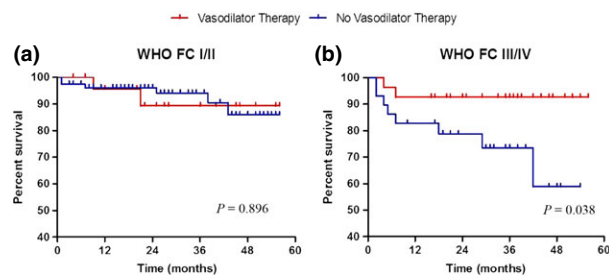 Vasodilator Therapy No Vasodilator Therapy
(a) WHO FC I/II
Percent survival
100
90
80
70
60
50
40
0 12 24 36 48 60
Time (months)
P = 0.896
(b) WHO FC III/IV
Percent survival
100
90
80
70
60
50
40
0 12 24 36 48 60
Time (months)
P = 0.038